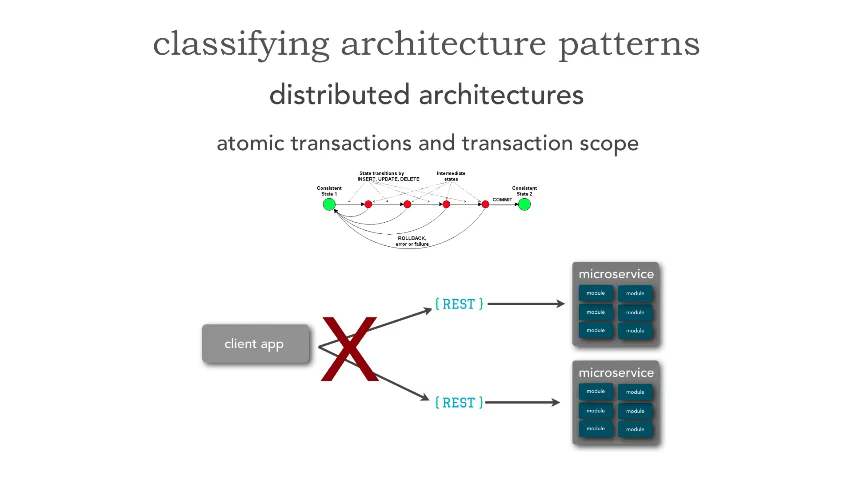 classifying architecture patterns
distributed architectures
atomic transactions and transaction scope
State transitions by
INSERT, UPDATE, DELETE
Intermediate
states
Consistent
State 1
Consistent
State 2
COMMIT
ROLLBACK,
error or failure
client app
X
{ REST }
{ REST }
microservice
module module
module module
module module
microservice
module module
module module
module module